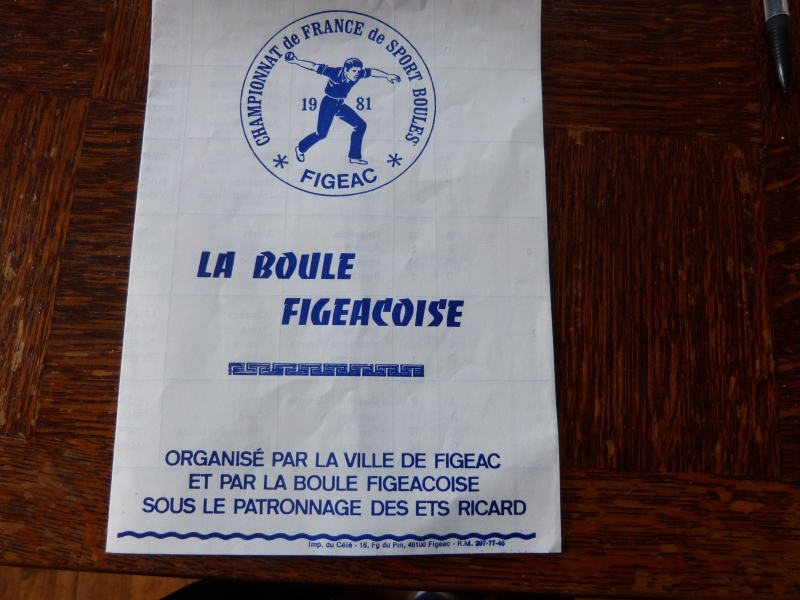 CHAMPIONNAT de FRANCE de SPORT BOULES
19 81
* FIGEAC *
LA BOULE
FIGEACOISE
ORGANISÉ PAR LA VILLE DE FIGEAC
ET PAR LA BOULE FIGEACOISE
SOUS LE PATRONNAGE DES ETS RICARD
Imp. du Célé - 16, Fg du Pin, 46100 Figeac - R.M.